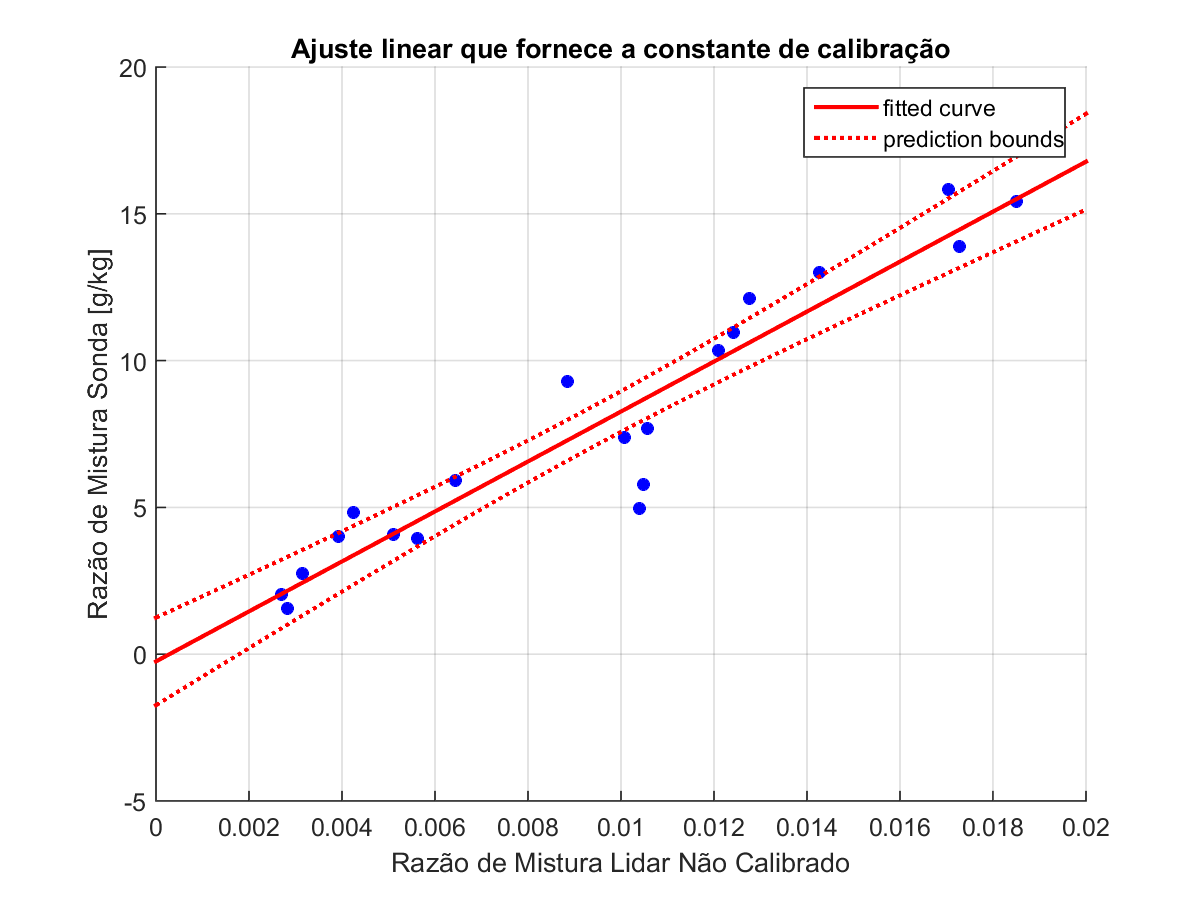 Ajuste linear que fornece a constante de calibração
fitted curve
prediction bounds
20
15
10
5
0
-5
Razão de Mistura Sonda [g/kg]
0 0.002 0.004 0.006 0.008 0.01 0.012 0.014 0.016 0.018 0.02
Razão de Mistura Lidar Não Calibrado